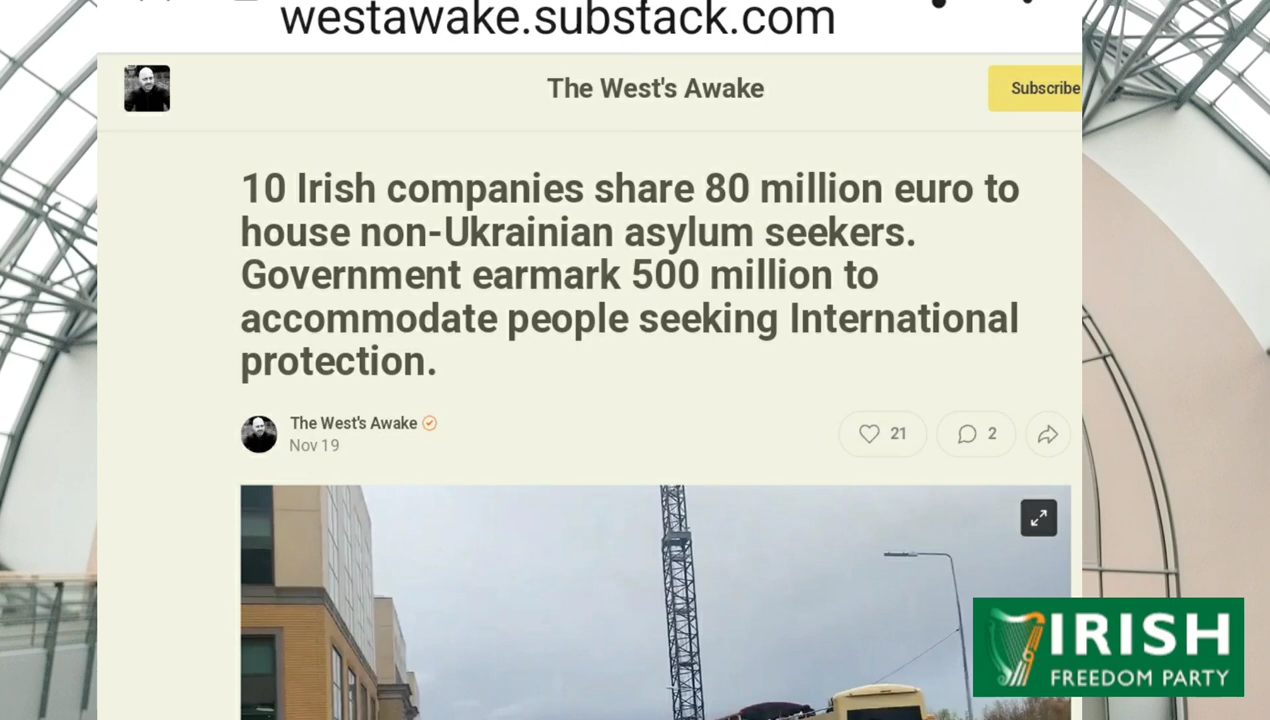 westawake.substack.com
The West's Awake
Subscribe
10 Irish companies share 80 million euro to
house non-Ukrainian asylum seekers.
Government earmark 500 million to
accommodate people seeking International
protection.
The West's Awake
Nov 19
21
2
IRISH
FREEDOM PARTY